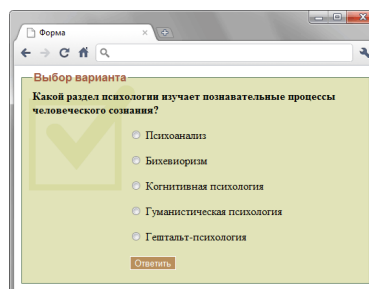 Форма
Выбор варианта
Какой раздел психологии изучает познавательные процессы
человеческого сознания?
Психоанализ
Бихевиоризм
Когнитивная психология
Гуманистическая психология
Гештальт-психология
Ответить